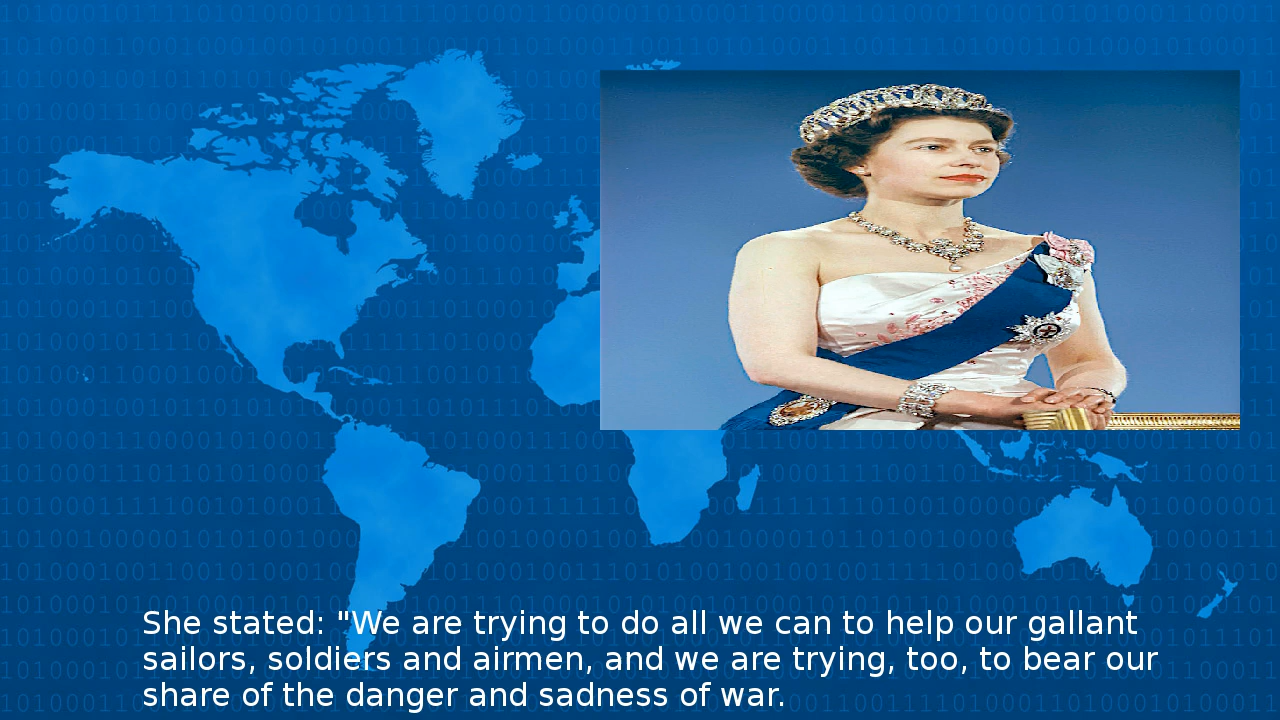 She stated: "We are trying to do all we can to help our gallant
sailors, soldiers and airmen, and we are trying, too, to bear our
share of the danger and sadness of war.